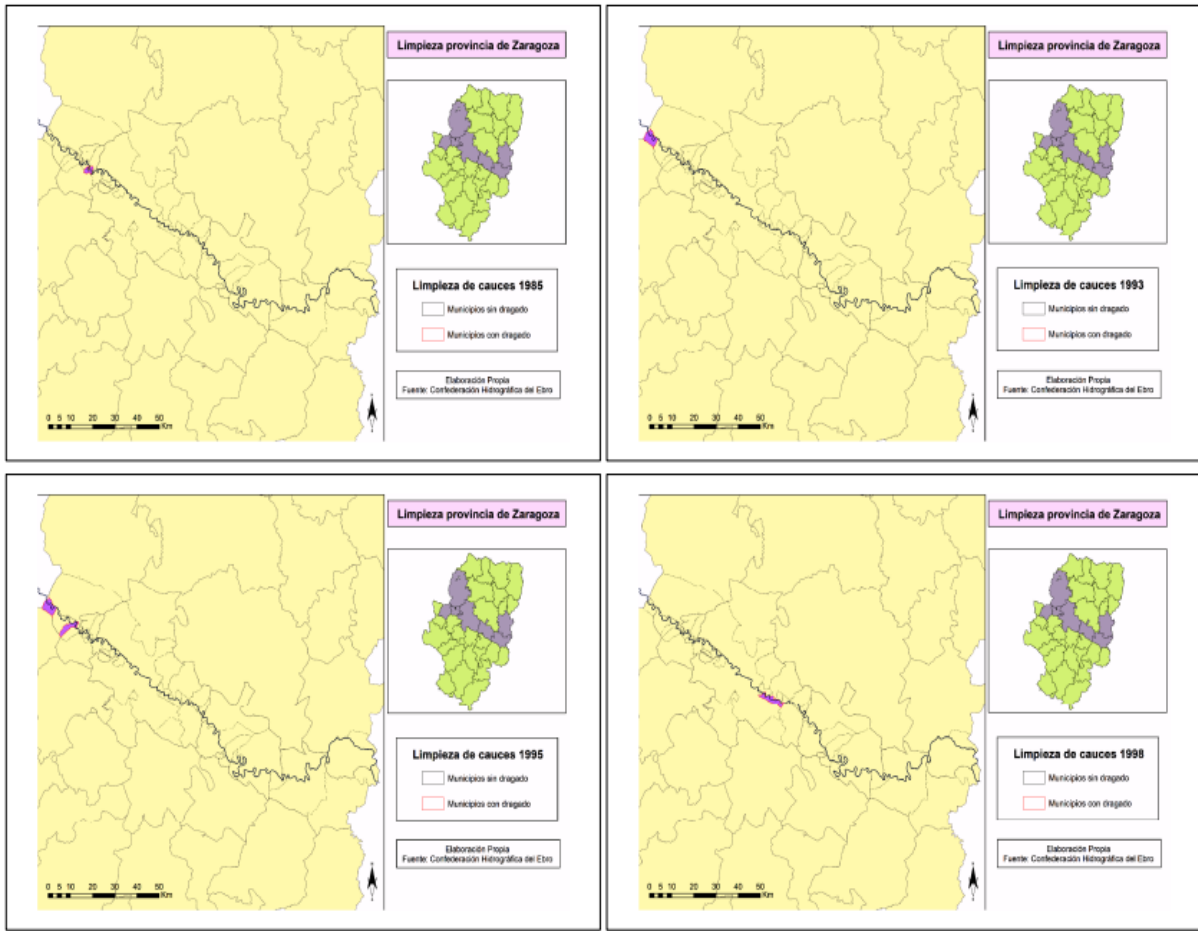 Limpieza provincia de Zaragoza
Limpieza de cauces 1985
Municipios sin dragado
Municipios con dragado
Elaboración Propia
Fuente: Confederación Hidrográfica del Ebro
0 5 10 20 30 40 50
Km
Limpieza provincia de Zaragoza
Limpieza de cauces 1993
Municipios sin dragado
Municipios con dragado
Elaboración Propia
Fuente: Confederación Hidrográfica del Ebro
0 5 10 20 30 40 50
Km
Limpieza provincia de Zaragoza
Limpieza de cauces 1995
Municipios sin dragado
Municipios con dragado
Elaboración Propia
Fuente: Confederación Hidrográfica del Ebro
0 5 10 20 30 40 50
Km
Limpieza provincia de Zaragoza
Limpieza de cauces 1998
Municipios sin dragado
Municipios con dragado
Elaboración Propia
Fuente: Confederación Hidrográfica del Ebro
0 5 10 20 30 40 50
Km